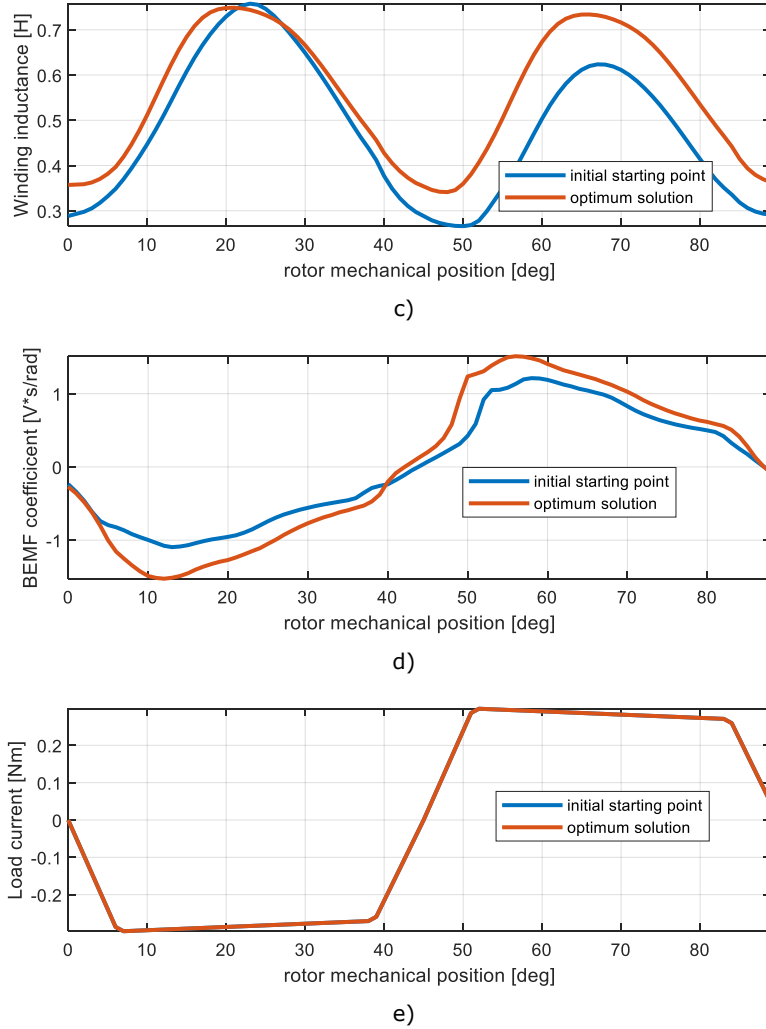 Winding inductance [H]
0.7
0.6
0.5
0.4
0.3
initial starting point
optimum solution
0 10 20 30 40 50 60 70 80
rotor mechanical position [deg]
c)
BEMF coefficicent [V*s/rad]
1
0
-1
initial starting point
optimum solution
0 10 20 30 40 50 60 70 80
rotor mechanical position [deg]
d)
Load current [Nm]
0.2
0.1
0
-0.1
-0.2
initial starting point
optimum solution
0 10 20 30 40 50 60 70 80
rotor mechanical position [deg]
e)